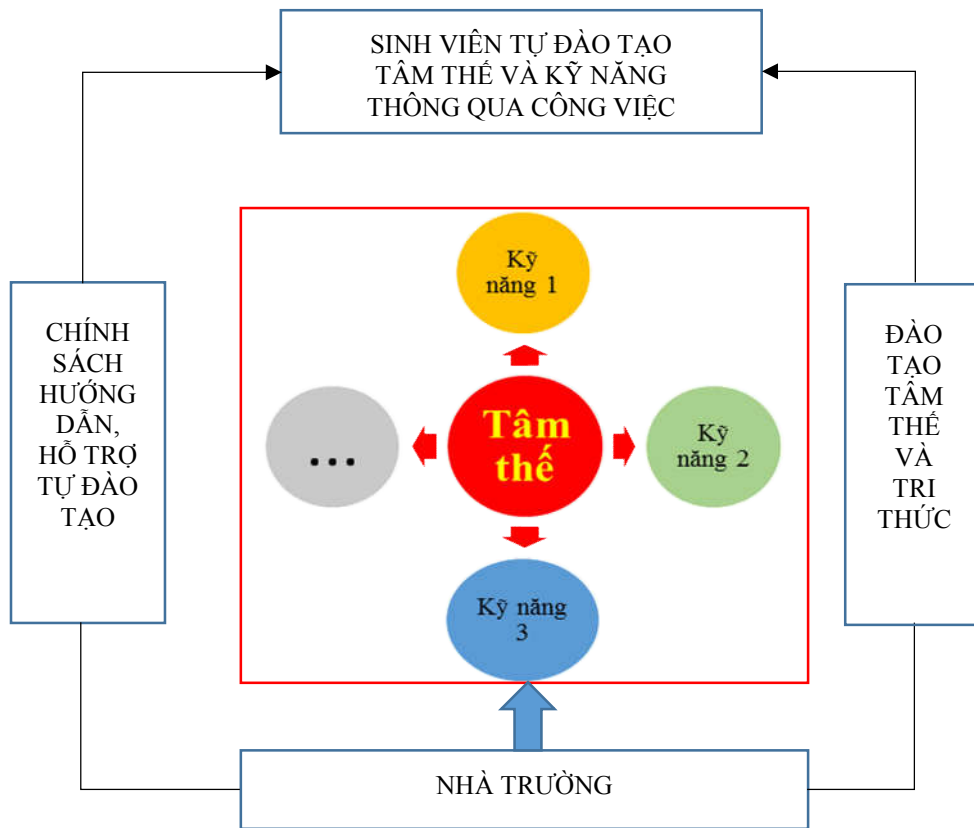 SINH VIÊN TỰ ĐÀO TẠO
TÂM THẾ VÀ KỸ NĂNG
THÔNG QUA CÔNG VIỆC
Kỹ
năng 1
CHÍNH
SÁCH
HƯỚNG
DẪN,
HỖ TRỢ
TỰ ĐÀO
TẠO
...
Tâm
thế
Kỹ
năng 2
ĐÀO
TẠO
TÂM
THẾ
VÀ
TRI
THỨC
Kỹ năng
3
NHÀ TRƯỜNG